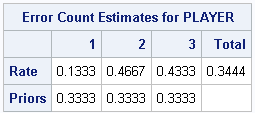 Error Count Estimates for PLAYER
1 2 3 Total
Rate 0.1333 0.4667 0.4333 0.3444
Priors 0.3333 0.3333 0.3333